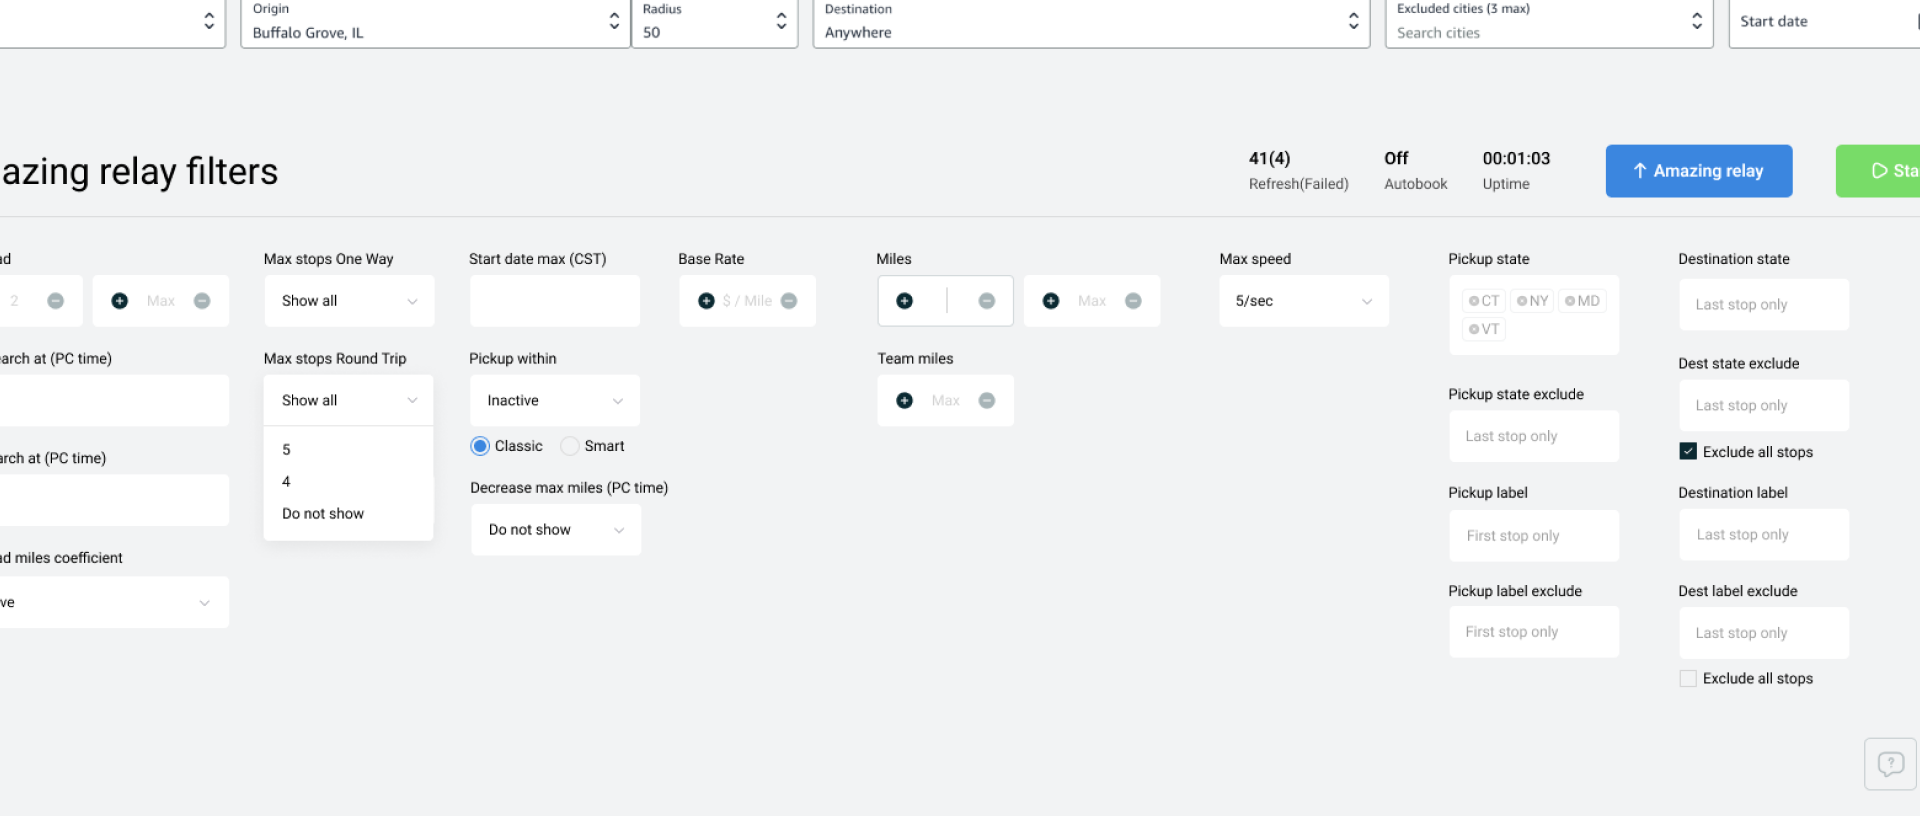 Origin
Buffalo Grove, IL
Radius
50
Destination
Anywhere
Excluded cities (3 max)
Search cities
Start date
azing relay filters
41(4)
Refresh(Failed)
Off
Autobook
00:01:03
Uptime
Amazing relay
Sta
ad
2
Max
Max stops One Way
Show all
Start date max (CST)
Base Rate
$ / Mile
Miles
Max
Max speed
5/sec
Pickup state
CT
NY
MD
VT
Destination state
Last stop only
earch at (PC time)
Max stops Round Trip
Show all
5
4
Do not show
Pickup within
Inactive
Classic
Smart
Team miles
Max
Dest state exclude
Last stop only
Exclude all stops
Pickup state exclude
Last stop only
arch at (PC time)
Decrease max miles (PC time)
Do not show
Pickup label
First stop only
Destination label
Last stop only
ad miles coefficient
ve
Pickup label exclude
First stop only
Dest label exclude
Last stop only
Exclude all stops
?